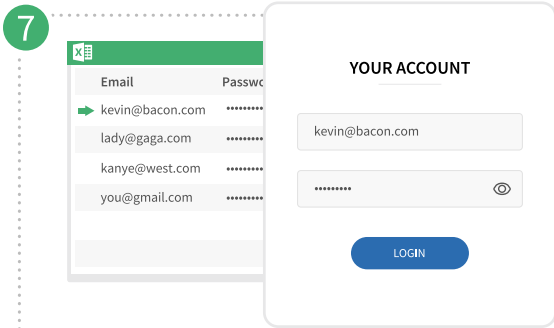 7
Email Passwo
kevin@bacon.com •••••••••
lady@gaga.com •••••••••
kanye@west.com •••••••••
you@gmail.com •••••••••
YOUR ACCOUNT
kevin@bacon.com
•••••••••
LOGIN